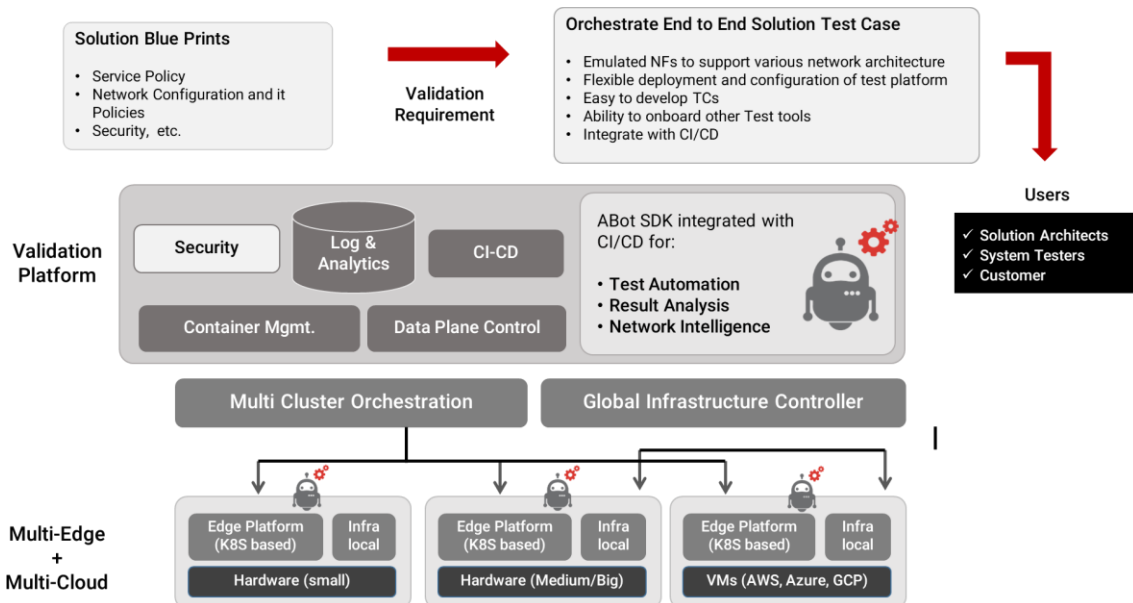 Solution Blue Prints
• Service Policy
• Network Configuration and it
Policies
• Security, etc.
Validation
Requirement
Orchestrate End to End Solution Test Case
• Emulated NFs to support various network architecture
• Flexible deployment and configuration of test platform
• Easy to develop TCs
• Ability to onboard other Test tools
• Integrate with CI/CD
Users
✓ Solution Architects
✓ System Testers
✓ Customer
Validation
Platform
Security
Log &
Analytics
CI-CD
Container Mgmt.
Data Plane Control
ABot SDK integrated with
CI/CD for:
• Test Automation
• Result Analysis
• Network Intelligence
Multi Cluster Orchestration
Global Infrastructure Controller
Multi-Edge
+
Multi-Cloud
Edge Platform
(K8S based)
Infra
local
Hardware (small)
Edge Platform
(K8S based)
Infra
local
Hardware (Medium/Big)
Edge Platform
(K8S based)
Infra
local
VMs (AWS, Azure, GCP)